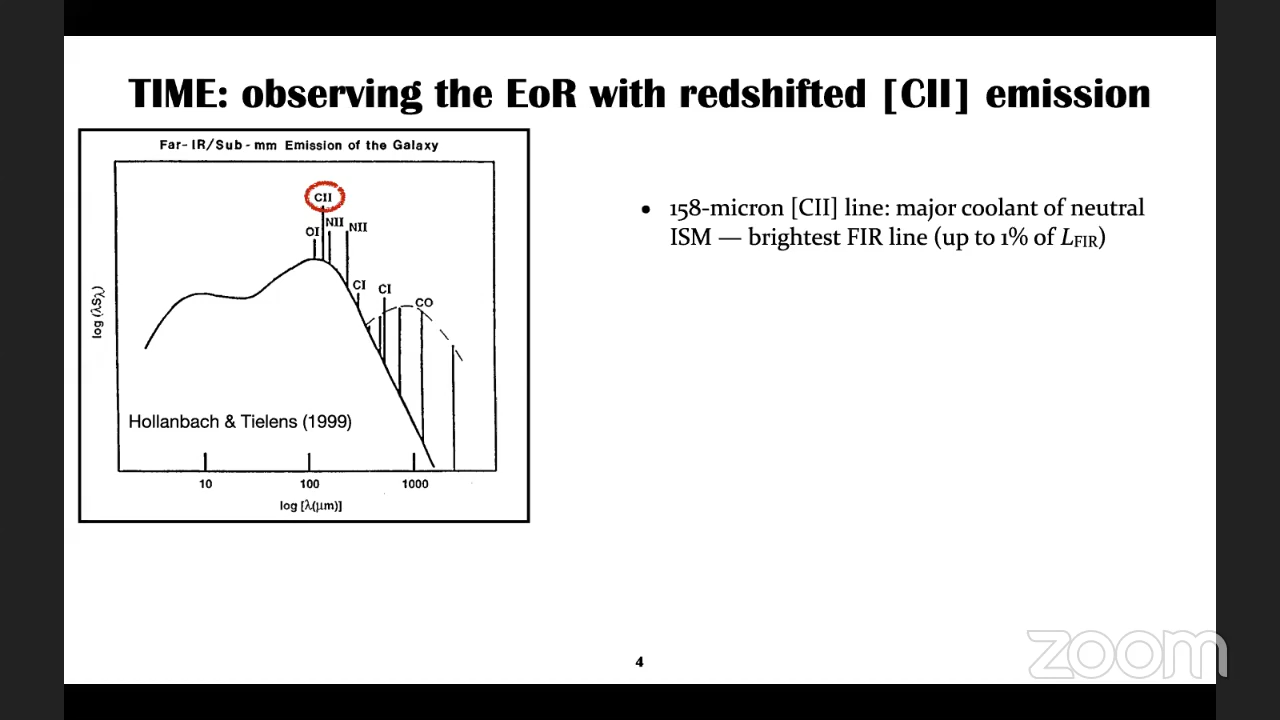 TIME: observing the EoR with redshifted [CII] emission
Far-IR/Sub-mm Emission of the Galaxy
CII
NII
NII
OI
CI
CI
CO
log (λSλ)
Hollanbach & Tielens (1999)
10
100
1000
log [λ(μm)]
• 158-micron [CII] line: major coolant of neutral
ISM — brightest FIR line (up to 1% of LFIR)
4
zoom